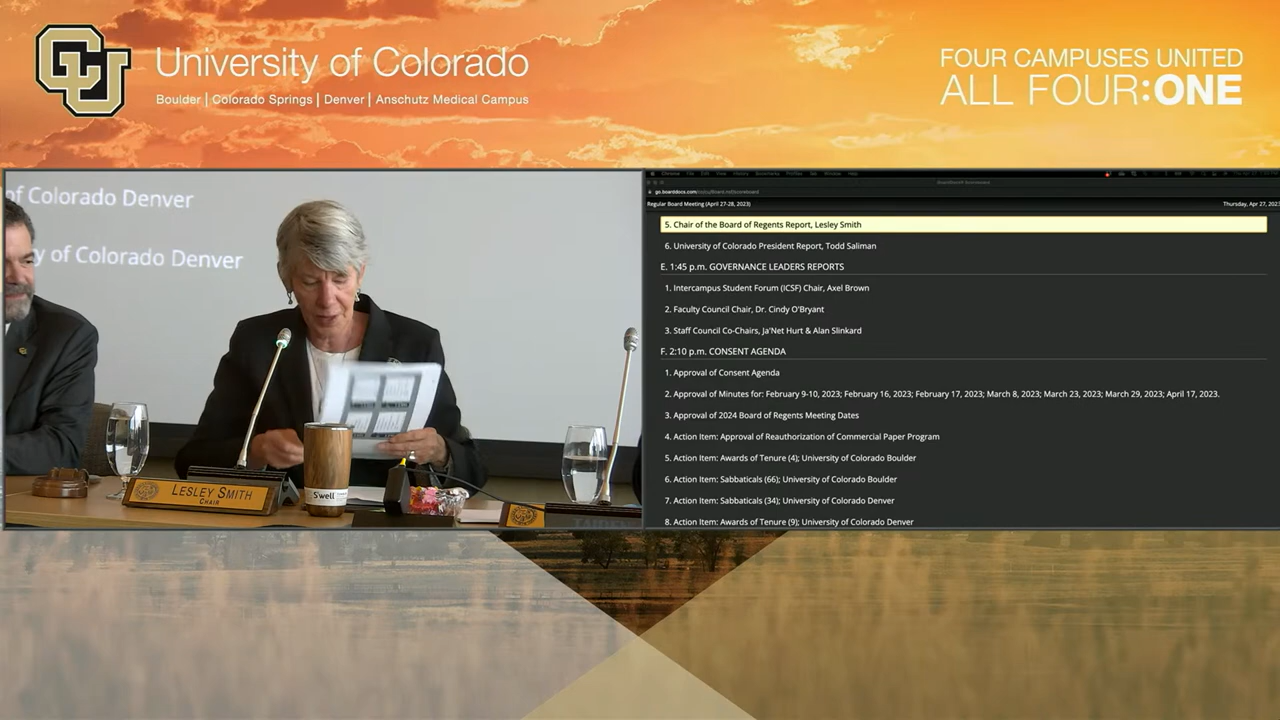 CU
University of Colorado
Boulder | Colorado Springs | Denver | Anschutz Medical Campus
FOUR CAMPUSES UNITED
ALL FOUR:ONE
of Colorado Denver
y of Colorado Denver
LESLEY SMITH
CHAIR
S'well
Regular Board Meeting (April 27-28, 2023)
Thursday, Apr 27, 2023
5. Chair of the Board of Regents Report, Lesley Smith
6. University of Colorado President Report, Todd Saliman
E. 1:45 p.m. GOVERNANCE LEADERS REPORTS
1. Intercampus Student Forum (ICSF) Chair, Axel Brown
2. Faculty Council Chair, Dr. Cindy O'Bryant
3. Staff Council Co-Chairs, Ja'Net Hurt & Alan Slinkard
F. 2:10 p.m. CONSENT AGENDA
1. Approval of Consent Agenda
2. Approval of Minutes for: February 9-10, 2023; February 16, 2023; February 17, 2023; March 8, 2023; March 23, 2023; March 29, 2023; April 17, 2023.
3. Approval of 2024 Board of Regents Meeting Dates
4. Action Item: Approval of Reauthorization of Commercial Paper Program
5. Action Item: Awards of Tenure (4); University of Colorado Boulder
6. Action Item: Sabbaticals (66); University of Colorado Boulder
7. Action Item: Sabbaticals (34); University of Colorado Denver
8. Action Item: Awards of Tenure (9); University of Colorado Denver